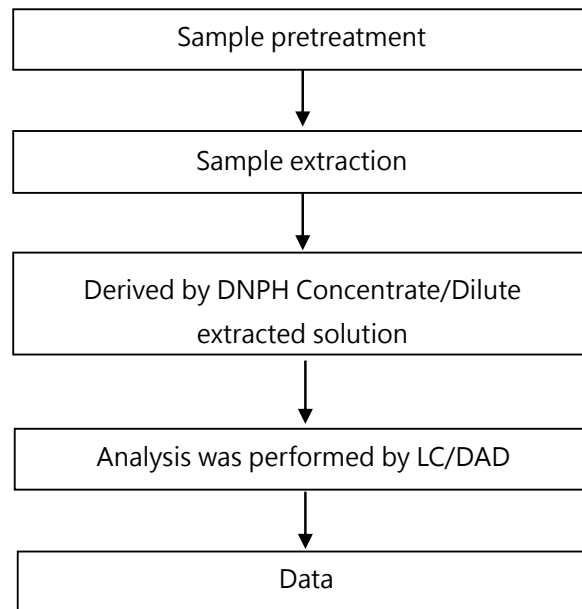 Sample pretreatment
Sample extraction
Derived by DNPH Concentrate/Dilute
extracted solution
Analysis was performed by LC/DAD
Data